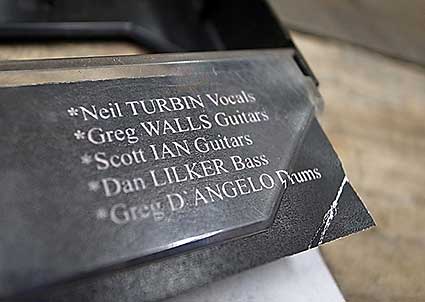 *Neil TURBIN Vocals
*Greg WALLS Guitars
*Scott IAN Guitars
*Dan LILKER Bass
*Greg D. ANGELO Drums